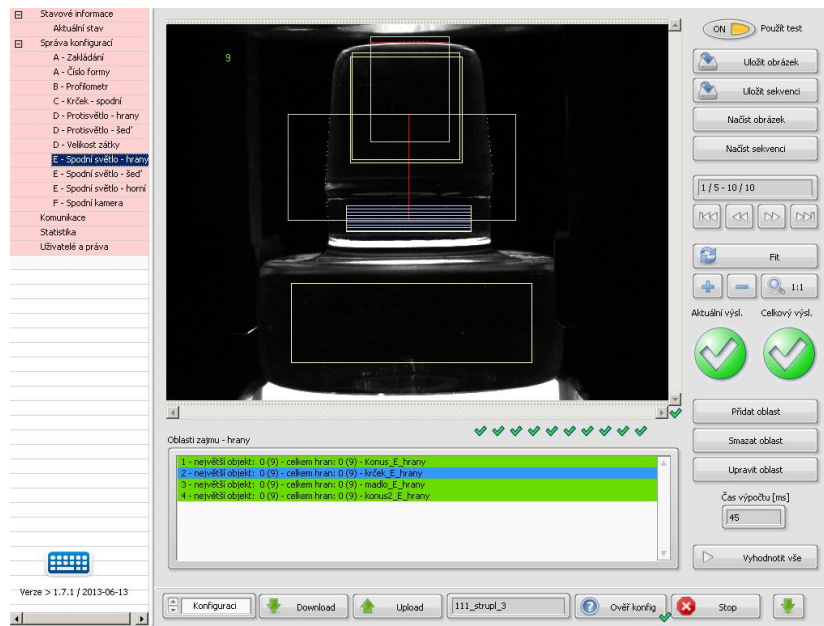 Stavové informace
Aktuální stav
Správa konfigurací
A - Zakládání
A - Číslo formy
B - Profilometr
C - Krček - spodní
D - Protisvětlo - hrany
D - Protisvětlo - šeď
D - Velikost zátky
E - Spodní světlo - hrany
E - Spodní světlo - šeď
E - Spodní světlo - horní
F - Spodní kamera
Komunikace
Statistika
Uživatelé a práva
Verze > 1.7.1 / 2013-06-13
9
Oblasti zajmu - hrany
1 - největší objekt: 0 (9) - celkem hran: 0 (9) - Konus_E_hrany
2 - největší objekt: 0 (9) - celkem hran: 0 (9) - krček_E_hrany
3 - největší objekt: 0 (9) - celkem hran: 0 (9) - madlo_E_hrany
4 - největší objekt: 0 (9) - celkem hran: 0 (9) - konus2_E_hrany
Konfiguraci
Download
Upload
111_strupl_3
Ověř konfig
Stop
ON
Použít test
Uložit obrázek
Uložit sekvenci
Načíst obrázek
Načíst sekvenci
1 / 5 - 10 / 10
Fit
1:1
Aktuální výsl. Celkový výsl.
Přidat oblast
Smazat oblast
Upravit oblast
Čas výpočtu [ms]
45
Vyhodnotit vše